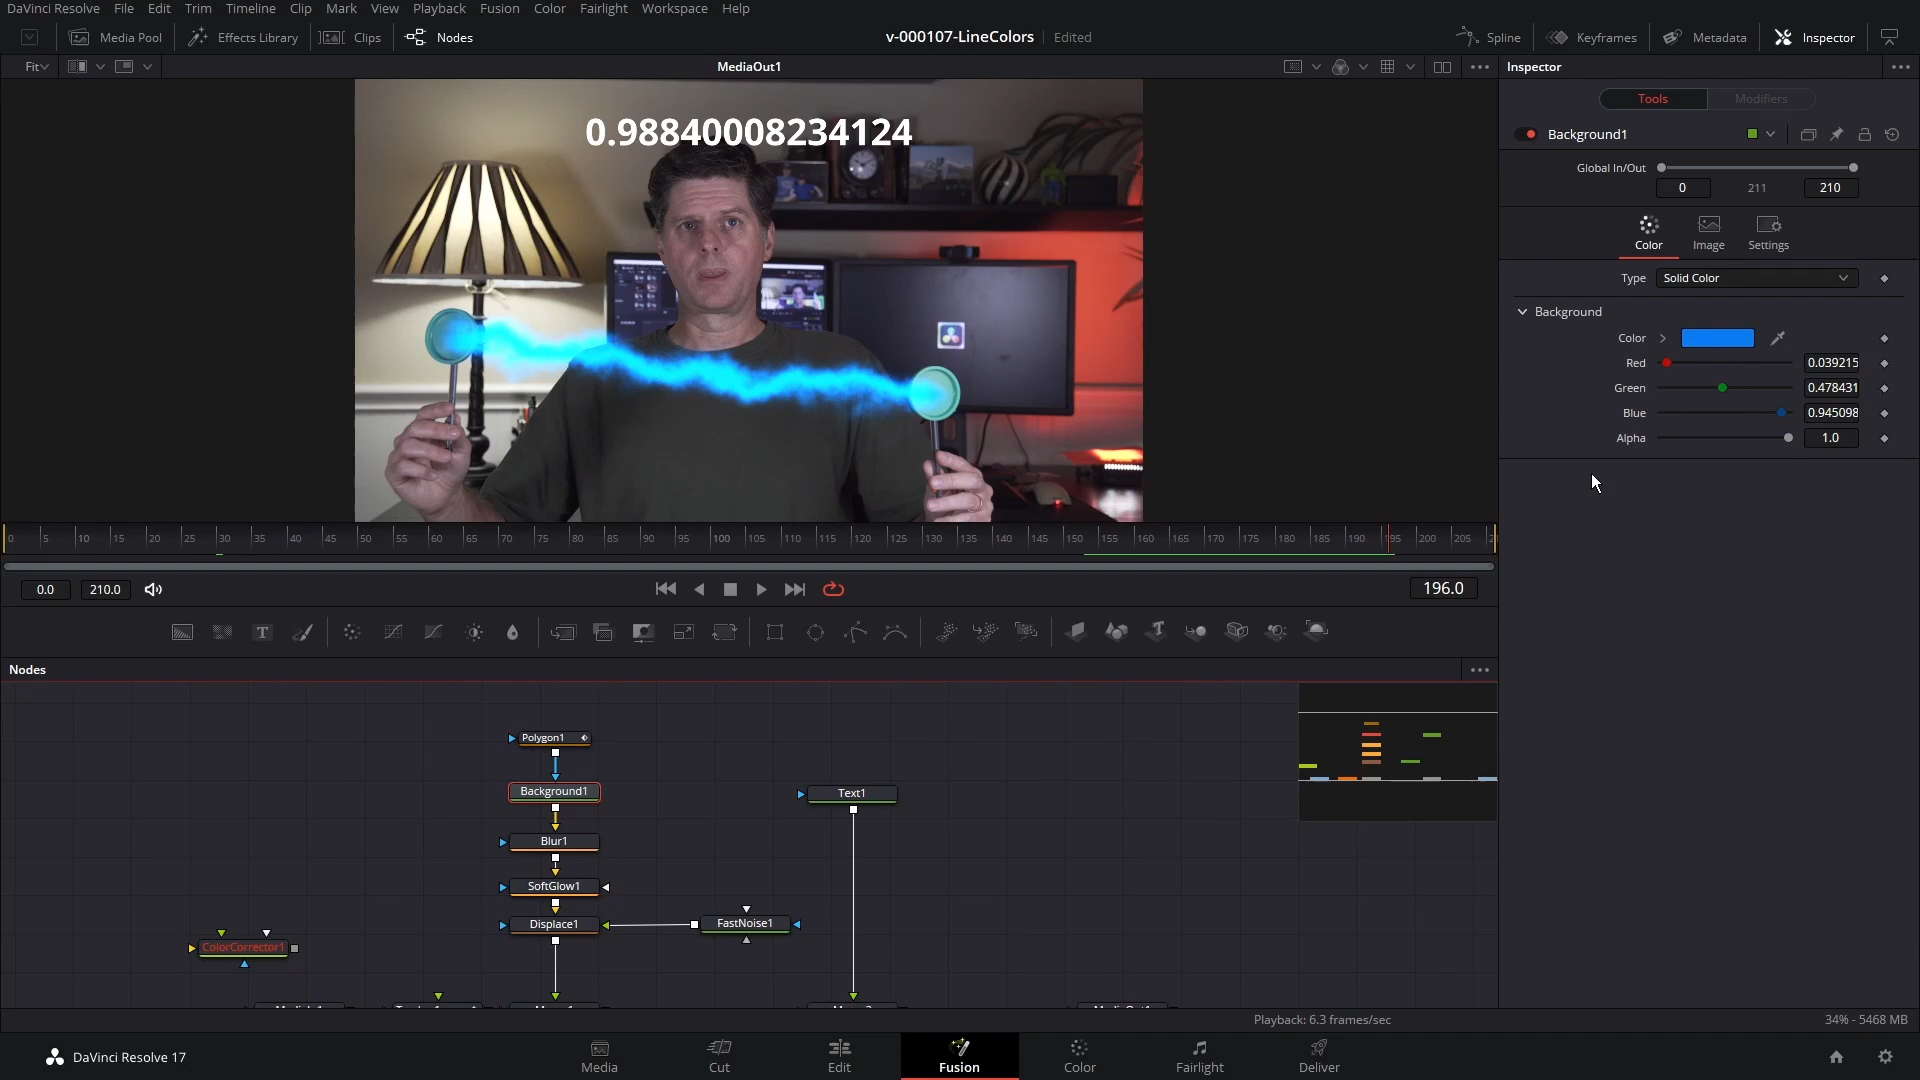 DaVinci Resolve File Edit Trim Timeline Clip Mark View Playback Fusion Color Fairlight Workspace Help
Media Pool Effects Library Clips Nodes v-000107-LineColors Edited Spline Keyframes Metadata Inspector
Fit MediaOut1 Inspector
Tools Modifiers
0.98840008234124
Background1
Global In/Out
0 211 210
Color Image Settings
Type Solid Color
Background
Color
Red 0.039215
Green 0.478431
Blue 0.945098
Alpha 1.0
0 5 10 15 20 25 30 35 40 45 50 55 60 65 70 75 80 85 90 95 100 105 110 115 120 125 130 135 140 145 150 155 160 165 170 175 180 185 190 195 200 205
0.0 210.0 196.0
Nodes
Polygon1
Background1
Text1
Blur1
SoftGlow1
Displace1 FastNoise1
ColorCorrector1
Playback: 6.3 frames/sec 34% - 5468 MB
DaVinci Resolve 17 Media Cut Edit Fusion Color Fairlight Deliver